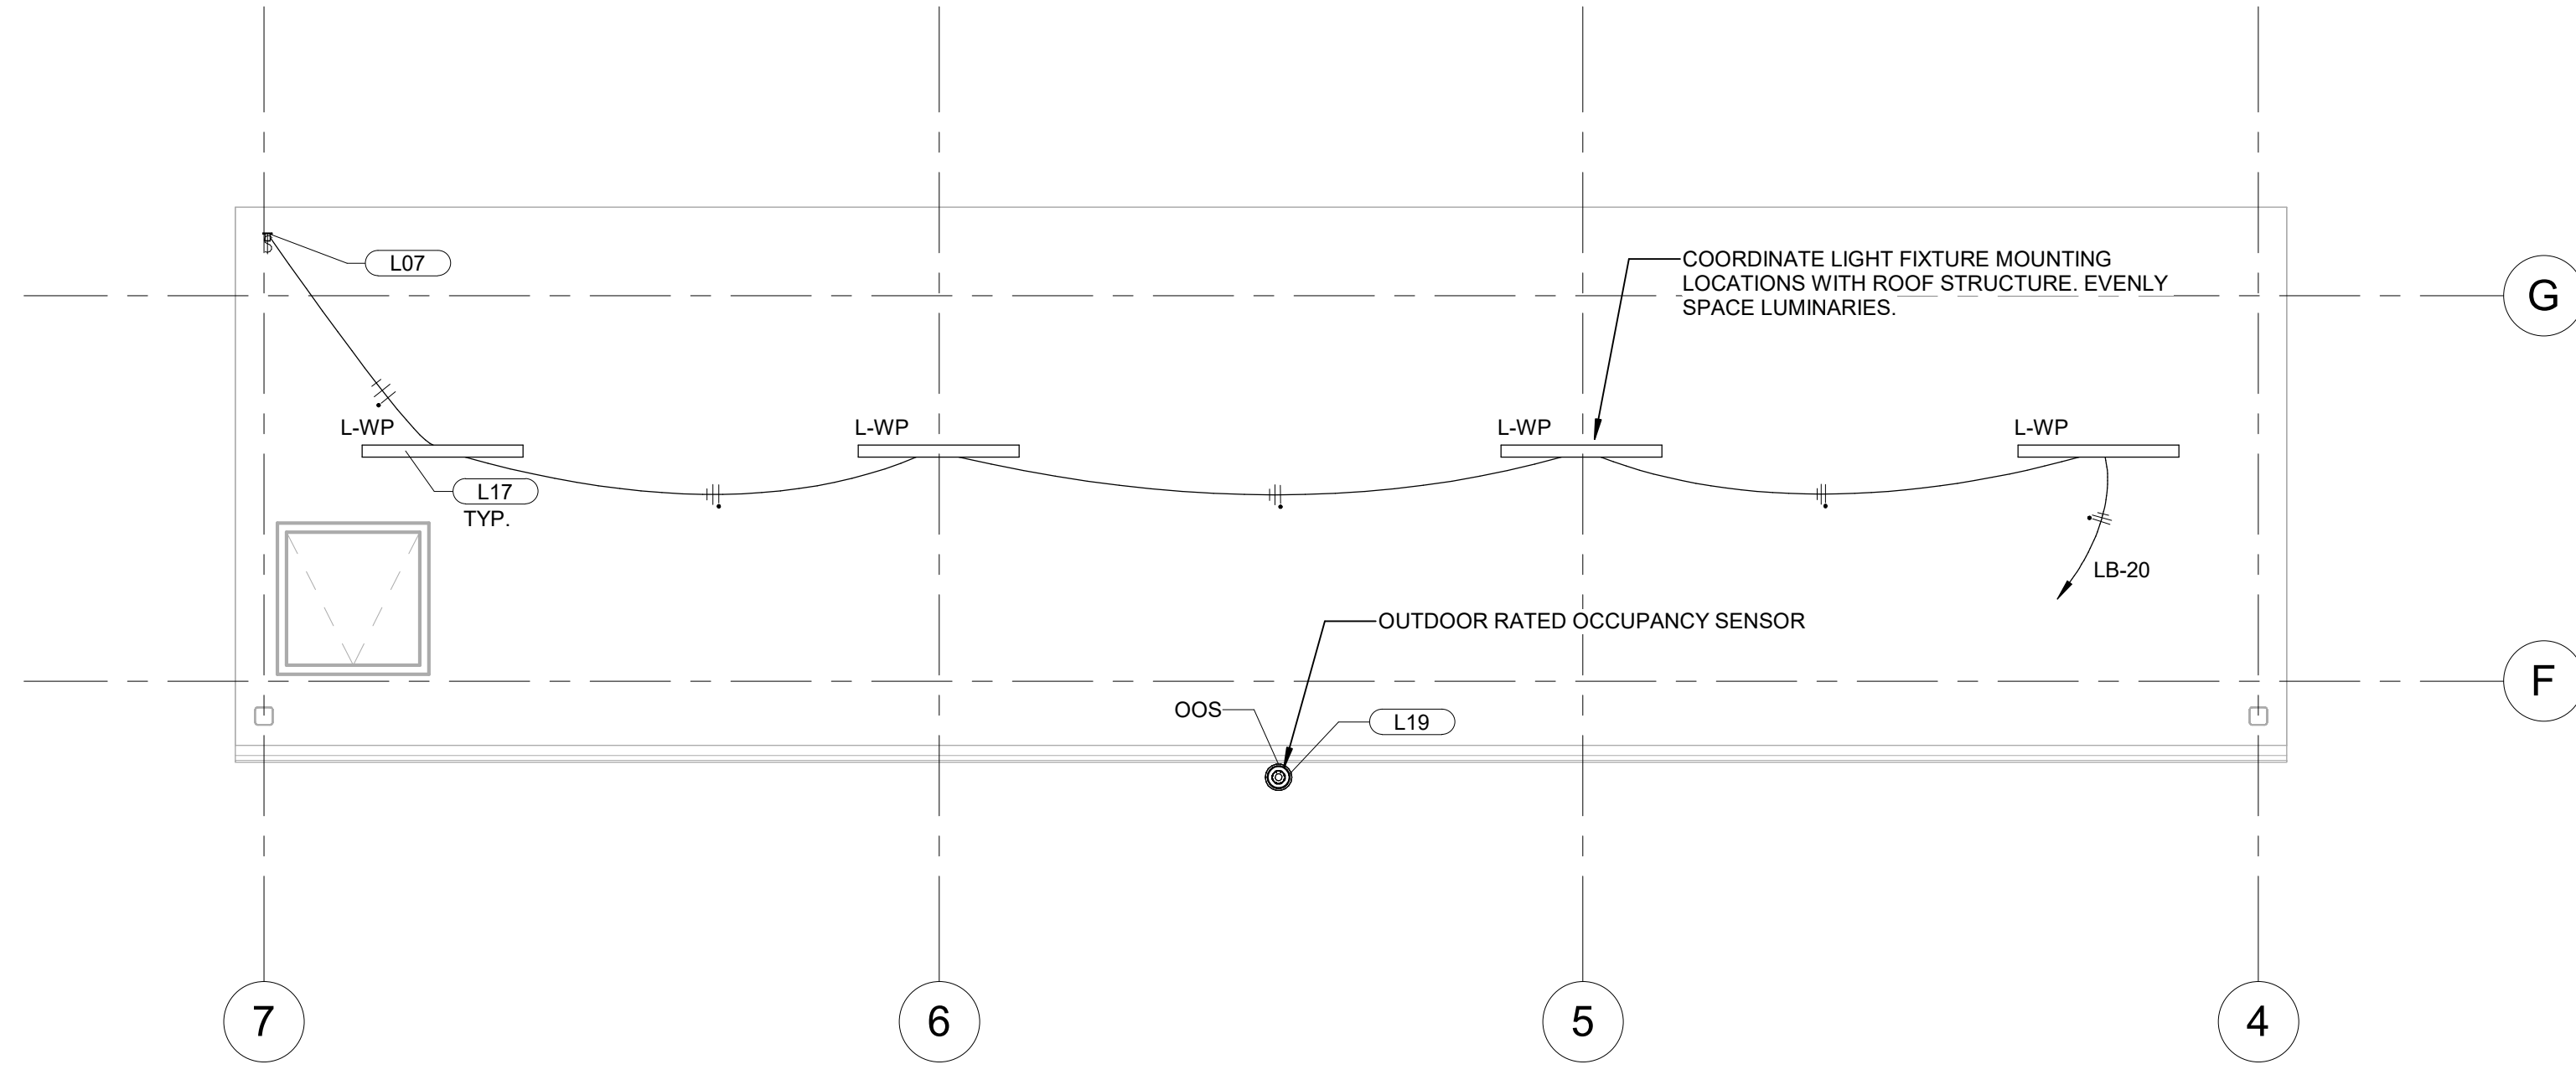 L07
COORDINATE LIGHT FIXTURE MOUNTING
LOCATIONS WITH ROOF STRUCTURE. EVENLY
SPACE LUMINARIES.
G
L-WP
L-WP
L-WP
L-WP
L17
TYP.
LB-20
OUTDOOR RATED OCCUPANCY SENSOR
F
OOS
L19
7
6
5
4